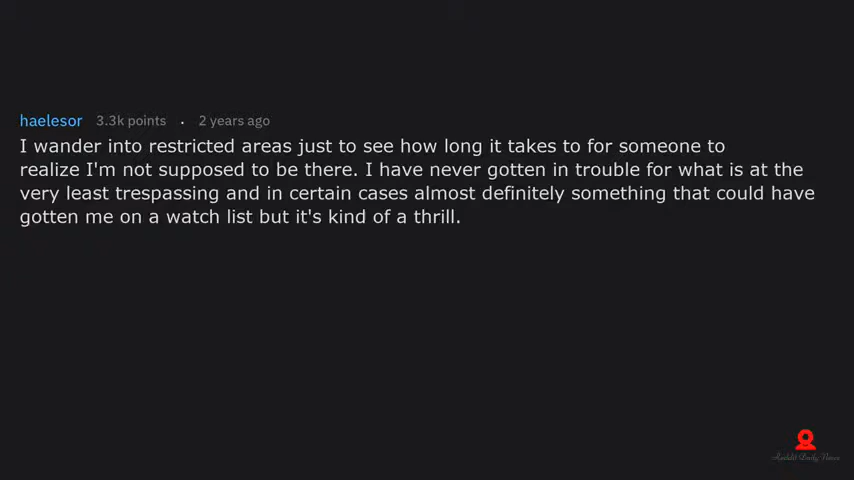 haelesor 3.3k points . 2 years ago
I wander into restricted areas just to see how long it takes to for someone to
realize I'm not supposed to be there. I have never gotten in trouble for what is at the
very least trespassing and in certain cases almost definitely something that could have
gotten me on a watch list but it's kind of a thrill.